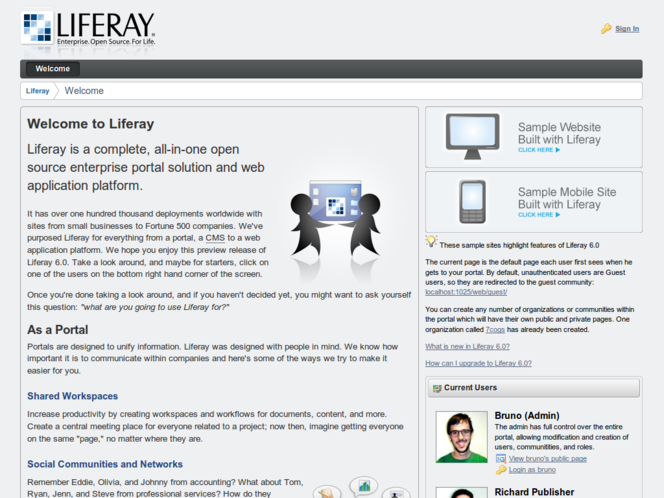 LIFERAY.
Enterprise. Open Source. For Life.
Sign In
Welcome
Liferay
Welcome
Welcome to Liferay
Liferay is a complete, all-in-one open
source enterprise portal solution and web
application platform.
It has over one hundred thousand deployments worldwide with
sites from small businesses to Fortune 500 companies. We've
purposed Liferay for everything from a portal, a CMS to a web
application platform. We hope you enjoy this preview release of
Liferay 6.0. Take a look around, and maybe for starters, click on
one of the users on the bottom right hand corner of the screen.
Once you're done taking a look around, and if you haven't decided yet, you might want to ask yourself
this question: "what are you going to use Liferay for?"
As a Portal
Portals are designed to unify information. Liferay was designed with people in mind. We know how
important it is to communicate within companies and here's some of the ways we try to make it
easier for you.
Shared Workspaces
Increase productivity by creating workspaces and workflows for documents, content, and more.
Create a central meeting place for everyone related to a project; now then, imagine getting everyone
on the same "page," no matter where they are.
Social Communities and Networks
Remember Eddie, Olivia, and Johnny from accounting? What about Tom,
Ryan, Jenn, and Steve from professional services? How do they
Sample Website
Built with Liferay
CLICK HERE
Sample Mobile Site
Built with Liferay
CLICK HERE
These sample sites highlight features of Liferay 6.0
The current page is the default page each user first sees when he
gets to your portal. By default, unauthenticated users are Guest
users, so they are redirected to the guest community:
localhost:1025/web/guest/
You can create any number of organizations or communities within
the portal which will have their own public and private pages. One
organization called 7cogs has already been created.
What is new in Liferay 6.0?
How can I upgrade to Liferay 6.0?
Current Users
Bruno (Admin)
The admin has full control over the entire
portal, allowing modification and creation of
users, communitities, and roles.
View bruno's public page
Login as bruno
Richard Publisher